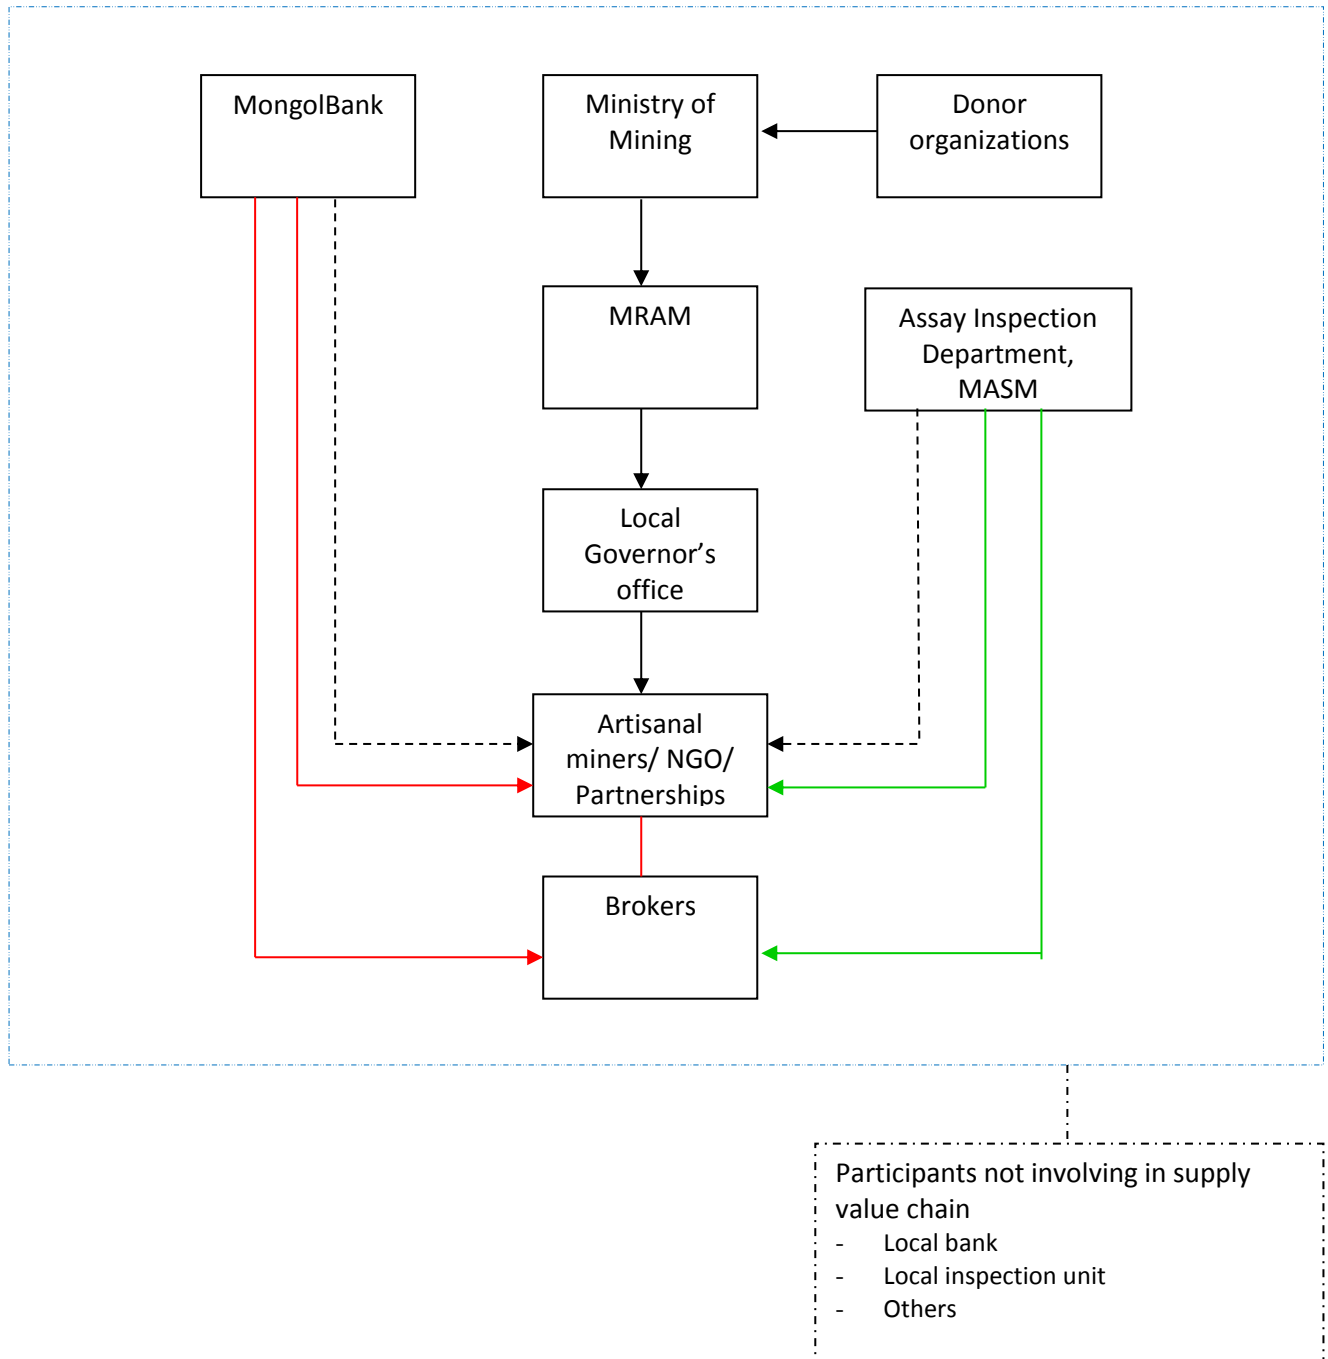 MongolBank
Ministry of
Mining
Donor
organizations
MRAM
Assay Inspection
Department,
MASM
Local
Governor’s
office
Artisanal
miners/ NGO/
Partnerships
Brokers
Participants not involving in supply
value chain
- Local bank
- Local inspection unit
- Others